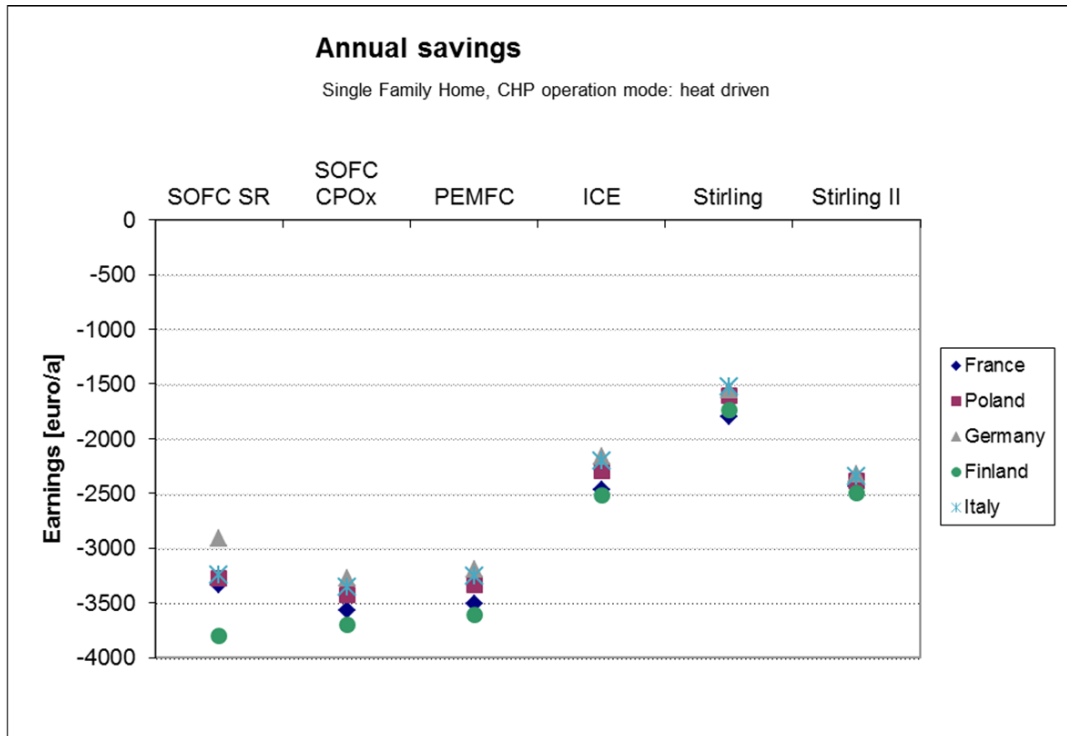 Annual savings
Single Family Home, CHP operation mode: heat driven
SOFC SR
SOFC
CPOx
PEMFC
ICE
Stirling
Stirling II
0
-500
-1000
-1500
-2000
-2500
-3000
-3500
-4000
Earnings [euro/a]
France
Poland
Germany
Finland
Italy